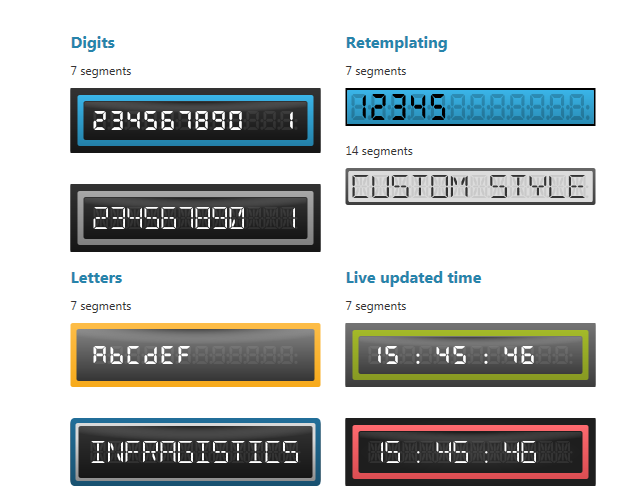 Digits
7 segments
234567890 1
234567890 1
Retemplating
7 segments
12345
14 segments
CUSTOM STYLE
Letters
7 segments
AbCdEF
INFRAGISTICS
Live updated time
7 segments
15 : 45 : 46
15 : 45 : 46